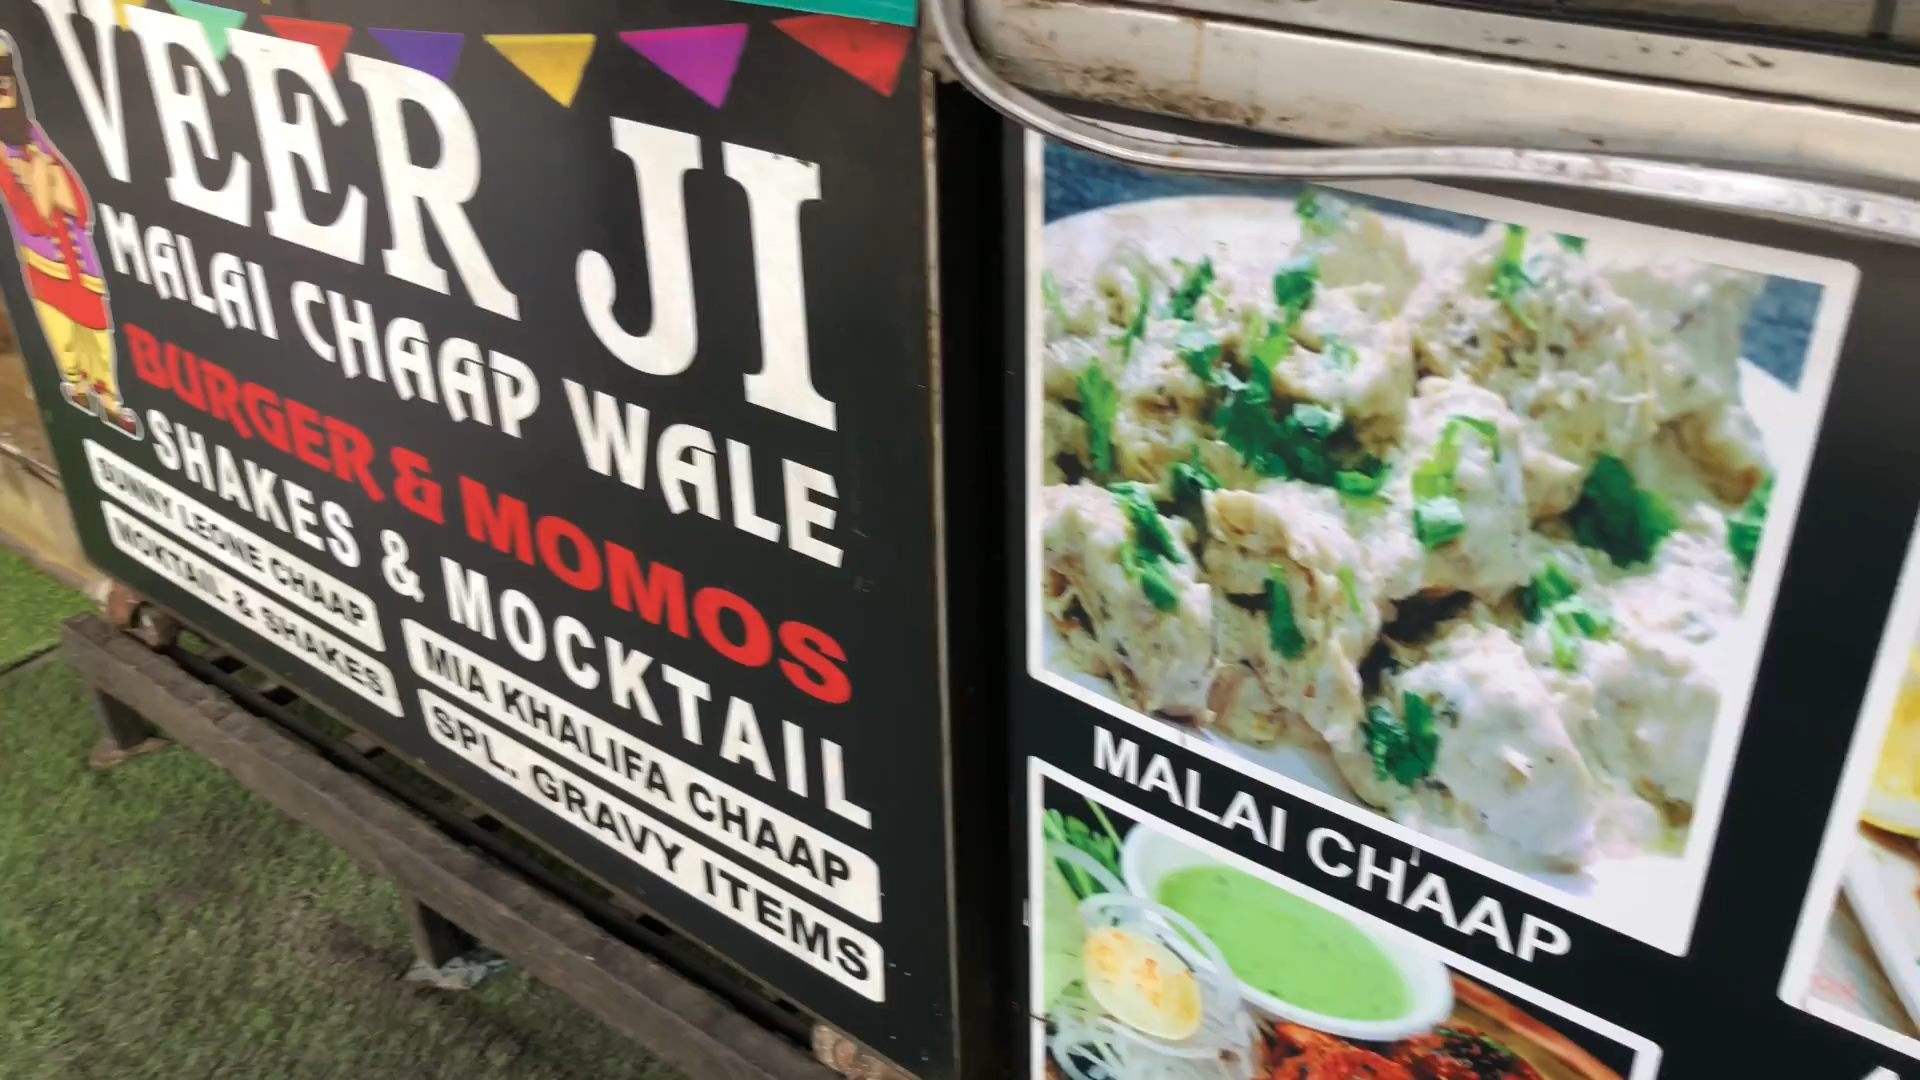 VEER JI
MALAI CHAAP WALE
BURGER & MOMOS
SHAKES & MOCKTAIL
SUNNY LEONE CHAAP
MIA KHALIFA CHAAP
MOKTAIL & SHAKES
SPL. GRAVY ITEMS
MALAI CHAAP